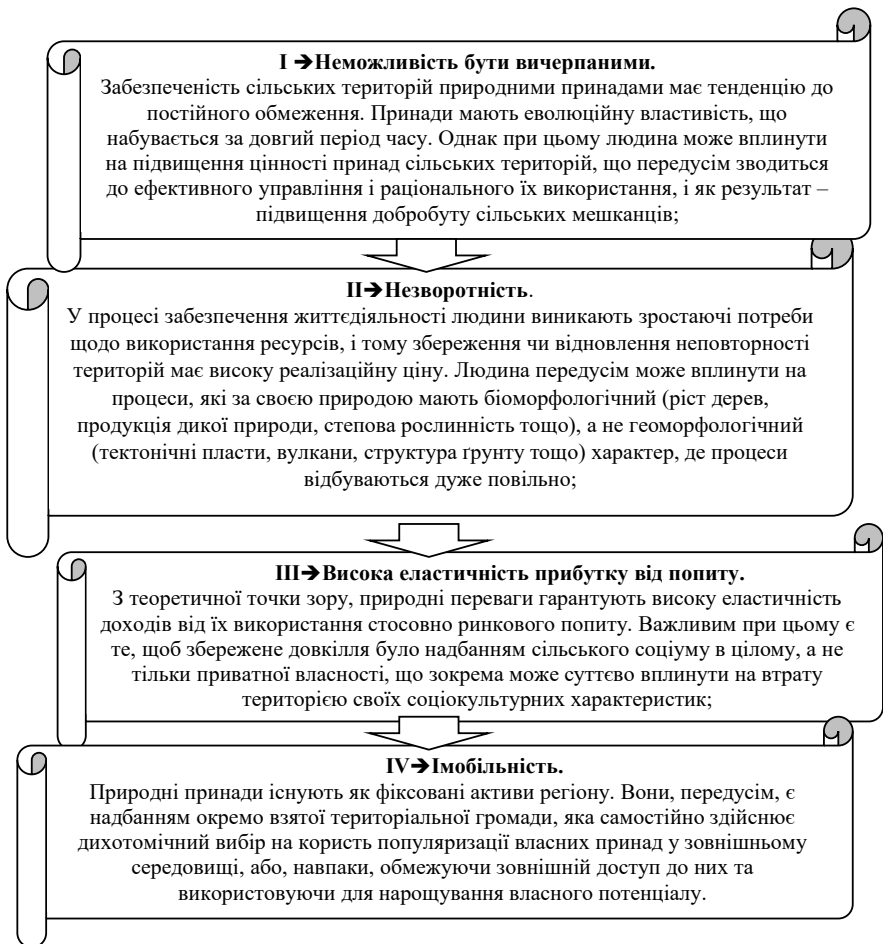 I ➔Неможливість бути вичерпаними.
Забезпеченість сільських територій природними принадами має тенденцію до
постійного обмеження. Принади мають еволюційну властивість, що
набувається за довгий період часу. Однак при цьому людина може вплинути
на підвищення цінності принад сільських територій, що передусім зводиться
до ефективного управління і раціонального їх використання, і як результат –
підвищення добробуту сільських мешканців;
II➔Незворотність.
У процесі забезпечення життєдіяльності людини виникають зростаючі потреби
щодо використання ресурсів, і тому збереження чи відновлення неповторності
територій має високу реалізаційну ціну. Людина передусім може вплинути на
процеси, які за своєю природою мають біоморфологічний (ріст дерев,
продукція дикої природи, степова рослинність тощо), а не геоморфологічний
(тектонічні пласти, вулкани, структура ґрунту тощо) характер, де процеси
відбуваються дуже повільно;
III➔Висока еластичність прибутку від попиту.
З теоретичної точки зору, природні переваги гарантують високу еластичність
доходів від їх використання стосовно ринкового попиту. Важливим при цьому є
те, щоб збережене довкілля було надбанням сільського соціуму в цілому, а не
тільки приватної власності, що зокрема може суттєво вплинути на втрату
територією своїх соціокультурних характеристик;
IV➔Імобільність.
Природні принади існують як фіксовані активи регіону. Вони, передусім, є
надбанням окремо взятої територіальної громади, яка самостійно здійснює
дихотомічний вибір на користь популяризації власних принад у зовнішньому
середовищі, або, навпаки, обмежуючи зовнішній доступ до них та
використовуючи для нарощування власного потенціалу.